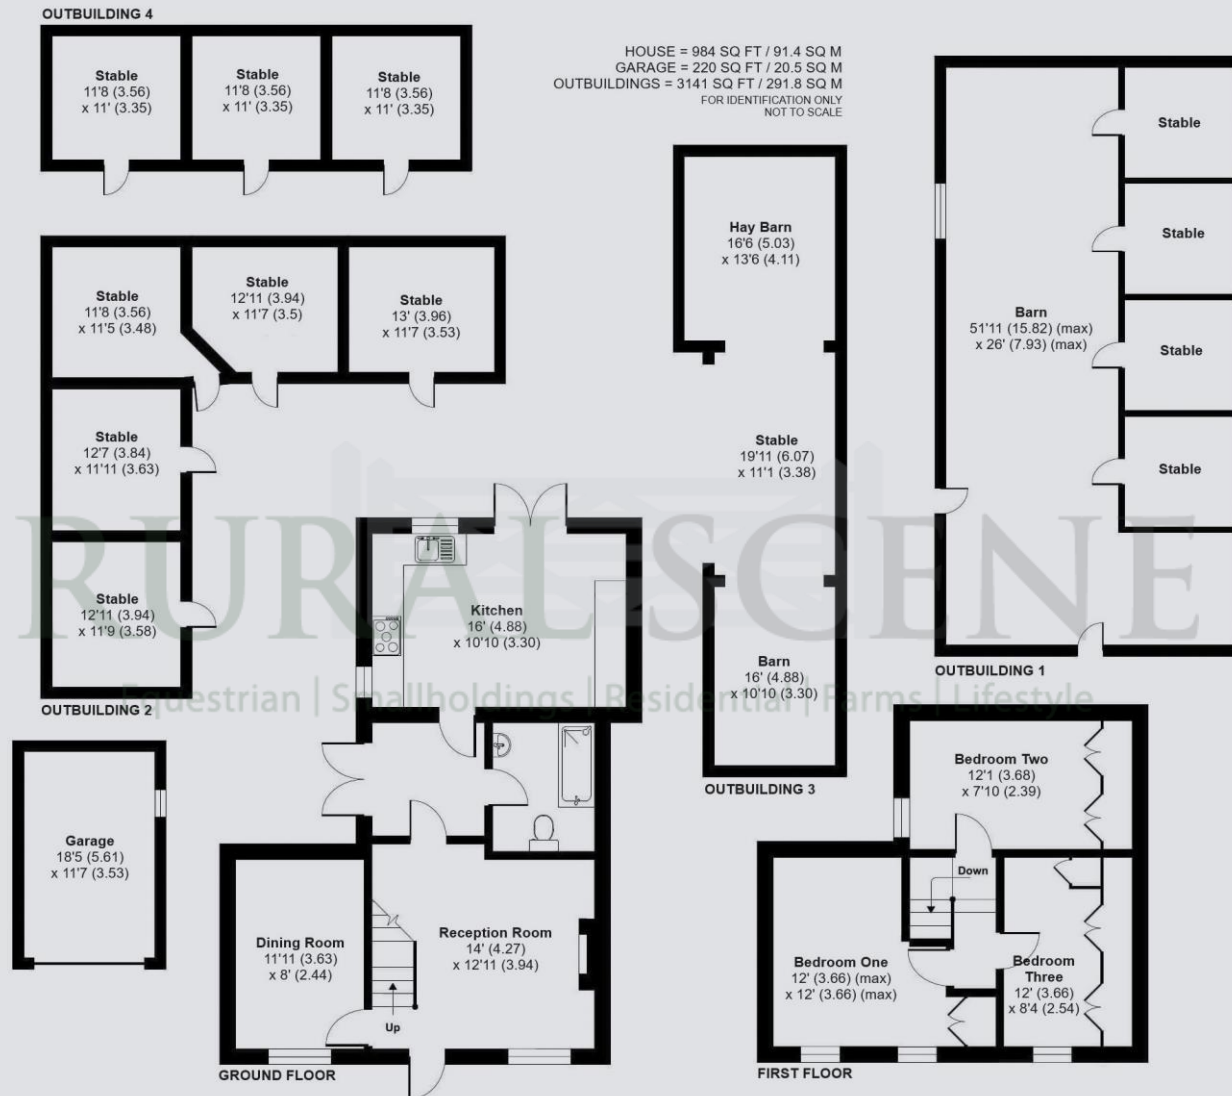 OUTBUILDING 4
Stable
11'8 (3.56)
x 11' (3.35)
Stable
11'8 (3.56)
x 11' (3.35)
Stable
11'8 (3.56)
x 11' (3.35)
HOUSE = 984 SQ FT / 91.4 SQ M
GARAGE = 220 SQ FT / 20.5 SQ M
OUTBUILDINGS = 3141 SQ FT / 291.8 SQ M
FOR IDENTIFICATION ONLY
NOT TO SCALE
Stable
Stable
Stable
Stable
Barn
51'11 (15.82) (max)
x 26' (7.93) (max)
OUTBUILDING 1
Hay Barn
16'6 (5.03)
x 13'6 (4.11)
Stable
19'11 (6.07)
x 11'1 (3.38)
Barn
16' (4.88)
x 10'10 (3.30)
OUTBUILDING 3
Stable
11'8 (3.56)
x 11'5 (3.48)
Stable
12'11 (3.94)
x 11'7 (3.5)
Stable
13' (3.96)
x 11'7 (3.53)
Stable
12'7 (3.84)
x 11'11 (3.63)
Stable
12'11 (3.94)
x 11'9 (3.58)
OUTBUILDING 2
RURAL SCENE
Equestrian | Smallholdings | Residential | Farms | Lifestyle
Kitchen
16' (4.88)
x 10'10 (3.30)
Garage
18'5 (5.61)
x 11'7 (3.53)
Dining Room
11'11 (3.63)
x 8' (2.44)
Reception Room
14' (4.27)
x 12'11 (3.94)
Up
GROUND FLOOR
Bedroom Two
12'1 (3.68)
x 7'10 (2.39)
Down
Bedroom One
12' (3.66) (max)
x 12' (3.66) (max)
Bedroom
Three
12' (3.66)
x 8'4 (2.54)
FIRST FLOOR